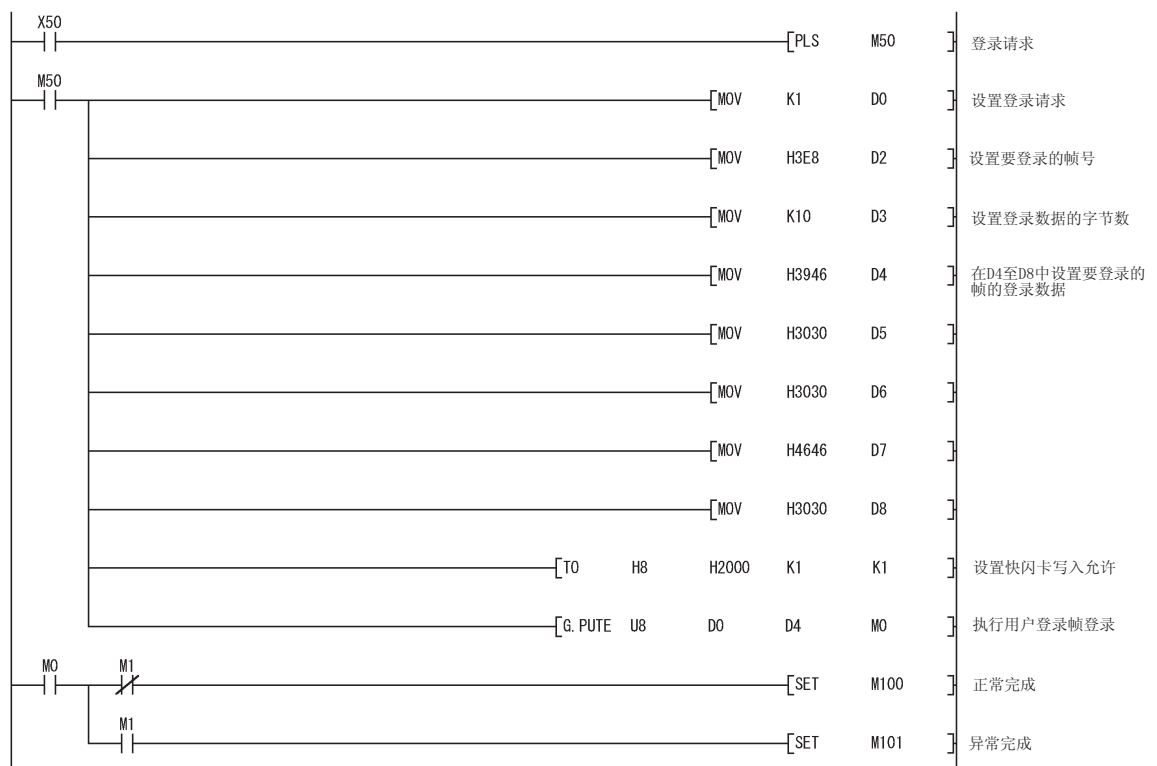 X50
[PLS M50 ] 登录请求
M50
[MOV K1 D0 ] 设置登录请求
[MOV H3E8 D2 ] 设置要登录的帧号
[MOV K10 D3 ] 设置登录数据的字节数
[MOV H3946 D4 ] 在D4至D8中设置要登录的
帧的登录数据
[MOV H3030 D5 ]
[MOV H3030 D6 ]
[MOV H4646 D7 ]
[MOV H3030 D8 ]
[TO H8 H2000 K1 K1 ] 设置快闪卡写入允许
[G.PUTE U8 D0 D4 M0 ] 执行用户登录帧登录
M0 M1
[SET M100 ] 正常完成
M1
[SET M101 ] 异常完成